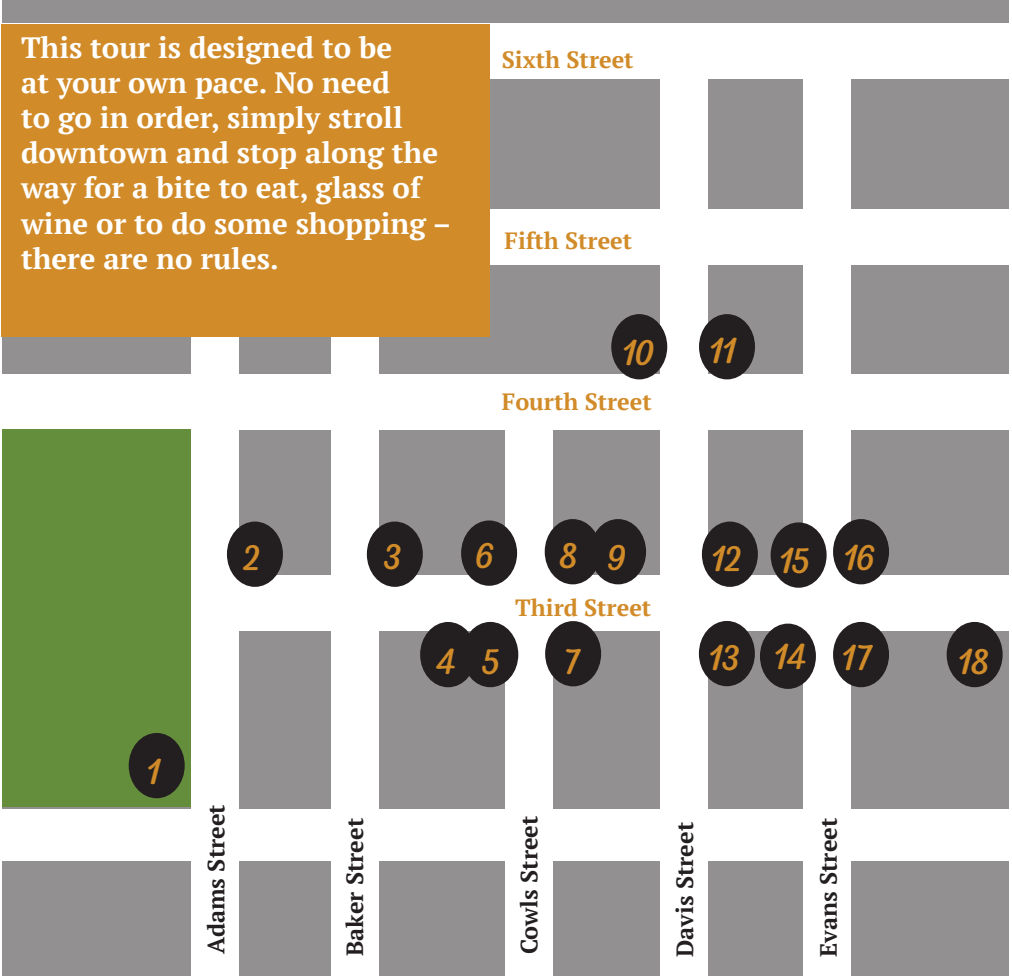 This tour is designed to be
at your own pace. No need
to go in order, simply stroll
downtown and stop along the
way for a bite to eat, glass of
wine or to do some shopping –
there are no rules.
Sixth Street
Fifth Street
10
11
Fourth Street
2
3
6
8
9
12
15
16
Third Street
4
5
7
13
14
17
18
1
Adams Street
Baker Street
Cowls Street
Davis Street
Evans Street